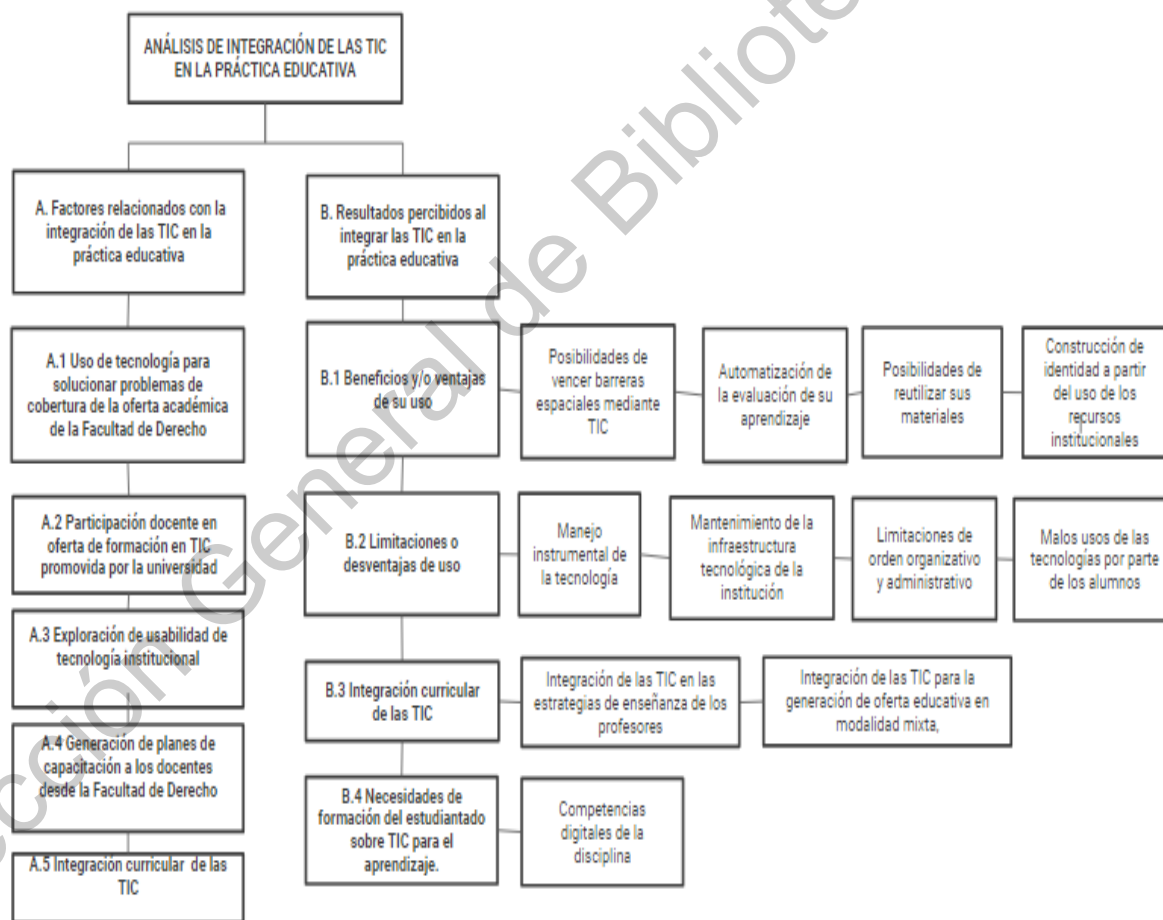 ANÁLISIS DE INTEGRACIÓN DE LAS TIC
EN LA PRÁCTICA EDUCATIVA
A. Factores relacionados con la
integración de las TIC en la
práctica educativa
A.1 Uso de tecnología para
solucionar problemas de
cobertura de la oferta académica
de la Facultad de Derecho
A.2 Participación docente en
oferta de formación en TIC
promovida por la universidad
A.3 Exploración de usabilidad de
tecnología institucional
A.4 Generación de planes de
capacitación a los docentes
desde la Facultad de Derecho
A.5 Integración curricular de las
TIC
B. Resultados percibidos al
integrar las TIC en la
práctica educativa
B.1 Beneficios y/o ventajas
de su uso
Posibilidades de
vencer barreras
espaciales mediante
TIC
Automatización de
la evaluación de su
aprendizaje
Posibilidades de
reutilizar sus
materiales
Construcción de
identidad a partir
del uso de los
recursos
institucionales
B.2 Limitaciones o
desventajas de uso
Manejo
instrumental de
la tecnología
Mantenimiento de la
infraestructura
tecnológica de la
institución
Limitaciones de
orden organizativo
y administrativo
Malos usos de las
tecnologías por parte
de los alumnos
B.3 Integración curricular
de las TIC
Integración de las TIC en las
estrategias de enseñanza de los
profesores
Integración de las TIC para la
generación de oferta educativa en
modalidad mixta,
B.4 Necesidades de
formación del estudiantado
sobre TIC para el
aprendizaje.
Competencias
digitales de la
disciplina
ección General de Bibliote